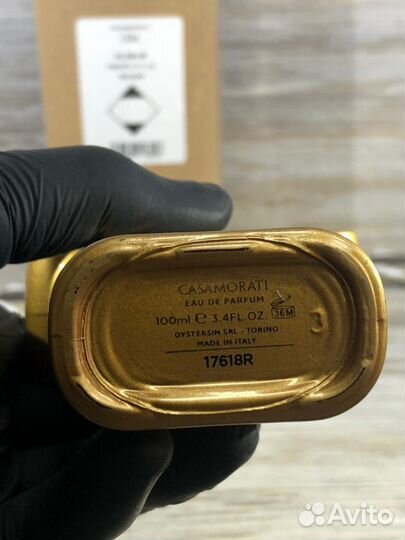 CASAMORATI
EAU DE PARFUM
100ml ℮ 3.4FL.OZ. 36M
OYSTERSIN SRL - TORINO
MADE IN ITALY
17618R
Avito